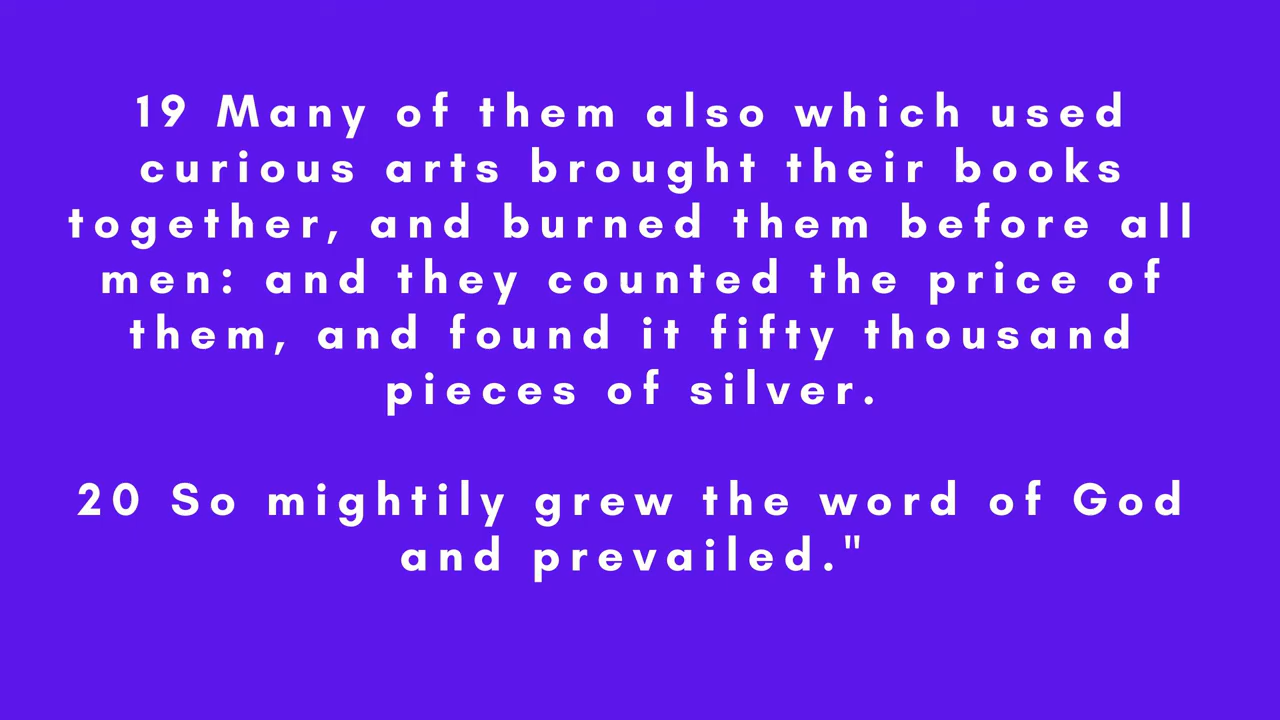 19 Many of them also which used
curious arts brought their books
together, and burned them before all
men: and they counted the price of
them, and found it fifty thousand
pieces of silver.
20 So mightily grew the word of God
and prevailed."